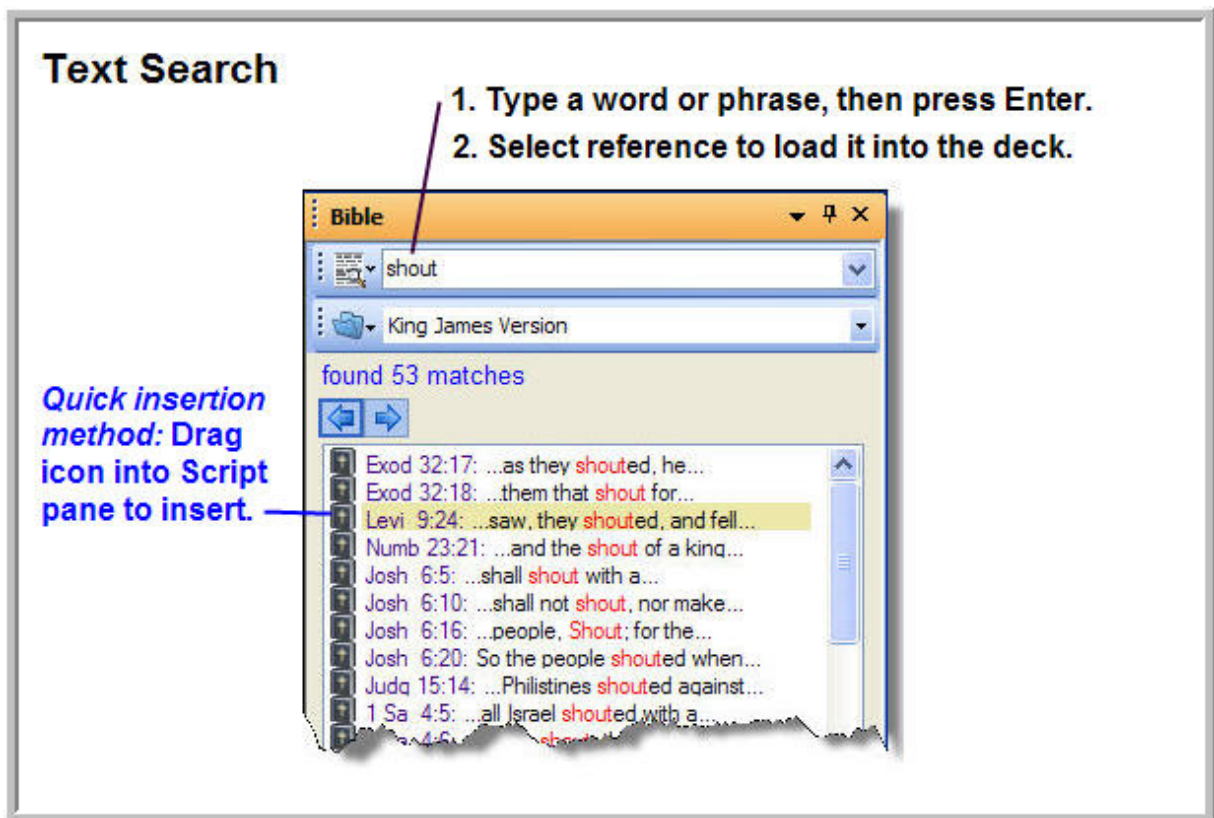 Text Search
1. Type a word or phrase, then press Enter.
2. Select reference to load it into the deck.
Bible
shout
King James Version
found 53 matches
Quick insertion
method: Drag
icon into Script
pane to insert.
Exod 32:17: ...as they shouted, he...
Exod 32:18: ...them that shout for...
Levi 9:24: ...saw, they shouted, and fell...
Numb 23:21: ...and the shout of a king...
Josh 6:5: ...shall shout with a...
Josh 6:10: ...shall not shout, nor make...
Josh 6:16: ...people, Shout; for the...
Josh 6:20: So the people shouted when...
Judg 15:14: ...Philistines shouted against...
1 Sa 4:5: ...all Israel shouted with a...
4:6: